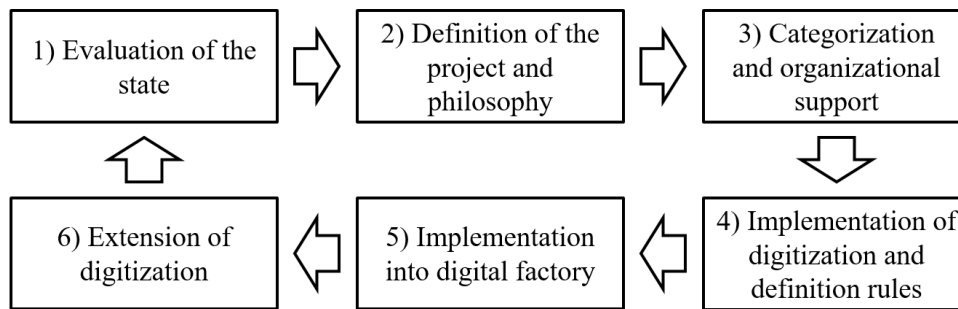 1) Evaluation of the
state
2) Definition of the
project and
philosophy
3) Categorization
and organizational
support
4) Implementation of
digitization and
definition rules
5) Implementation
into digital factory
6) Extension of
digitization